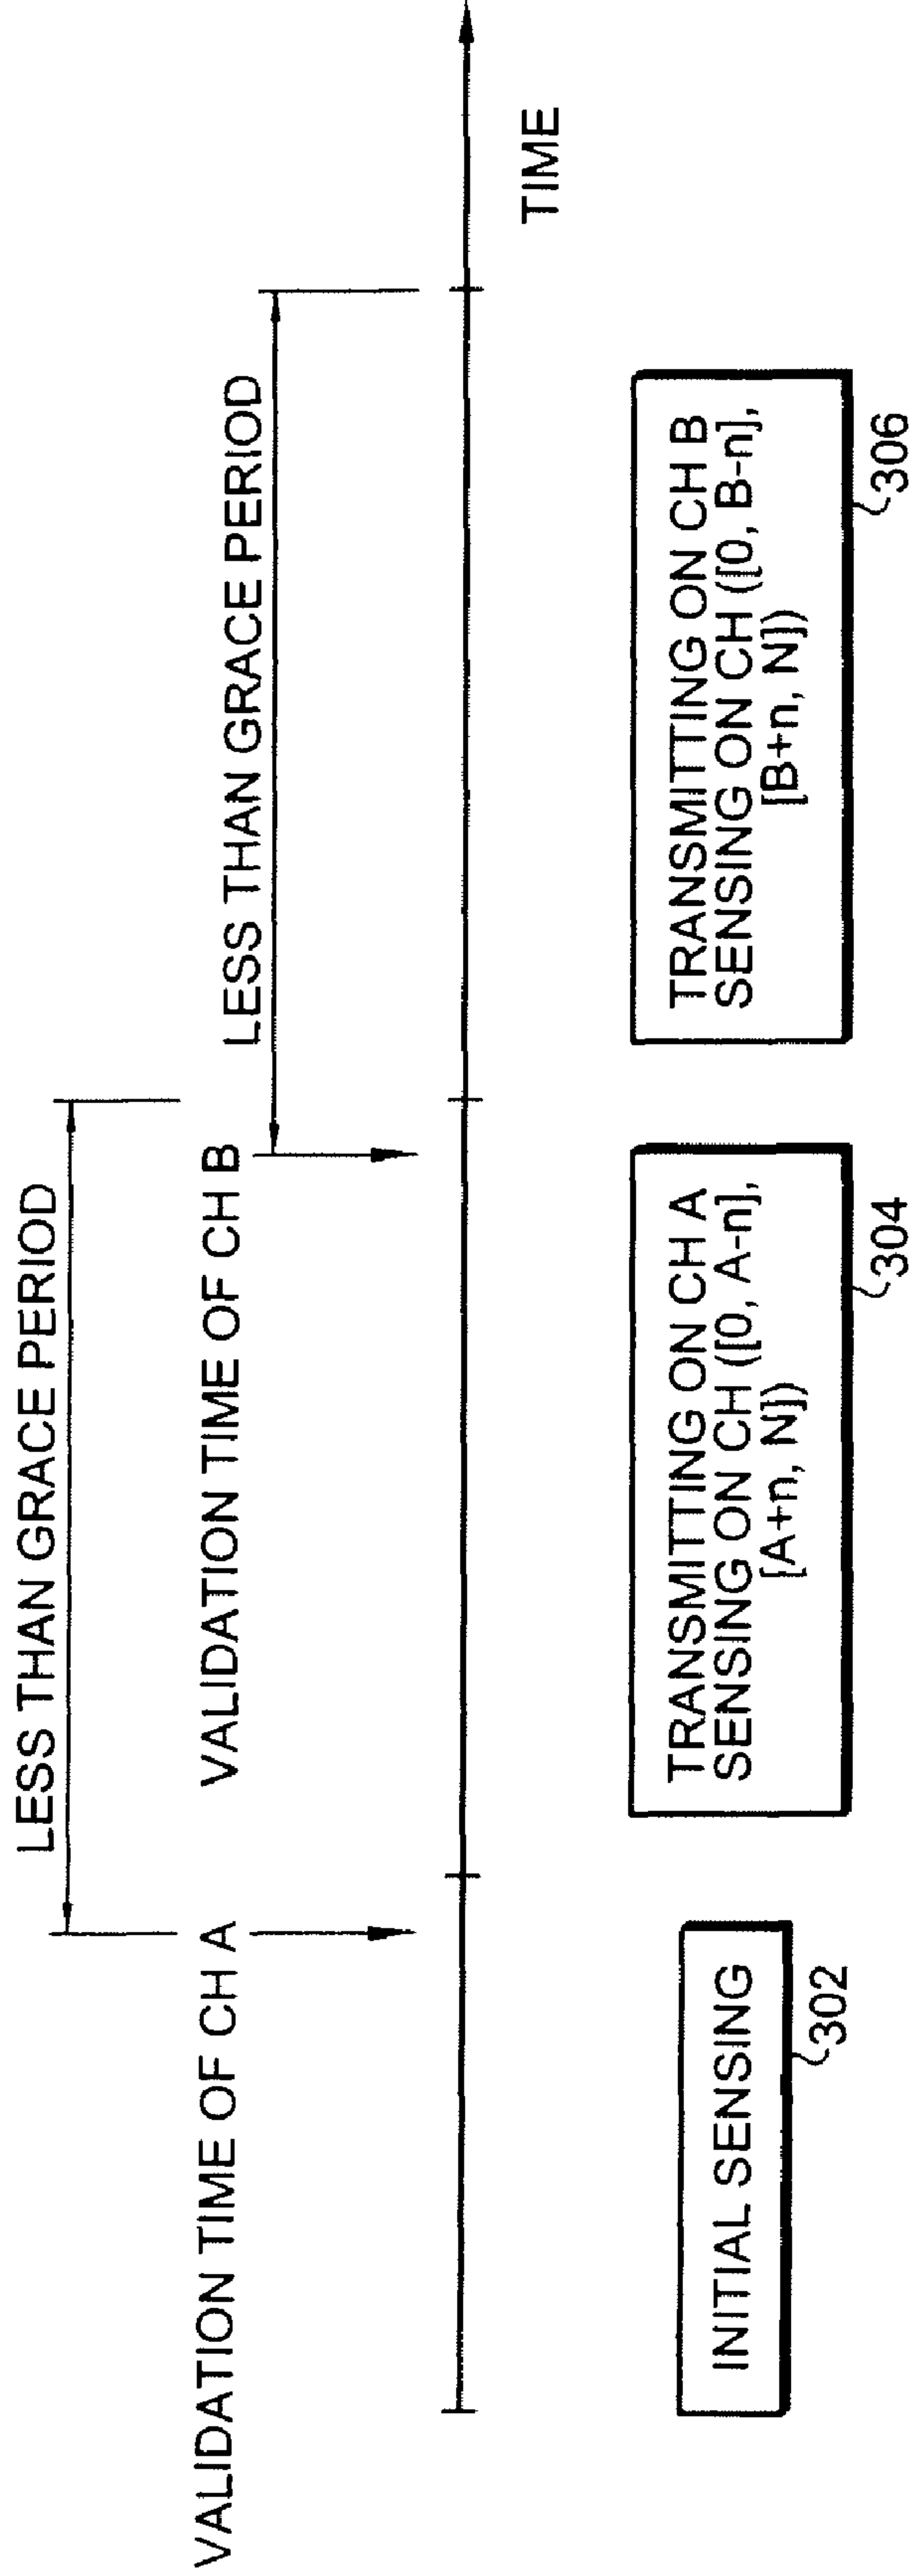 LESS THAN GRACE PERIOD
VALIDATION TIME OF CH A
VALIDATION TIME OF CH B
LESS THAN GRACE PERIOD
TIME
INITIAL SENSING
302
TRANSMITTING ON CH A
SENSING ON CH ([0, A-n],
[A+n, N])
304
TRANSMITTING ON CH B
SENSING ON CH ([0, B-n],
[B+n, N])
306